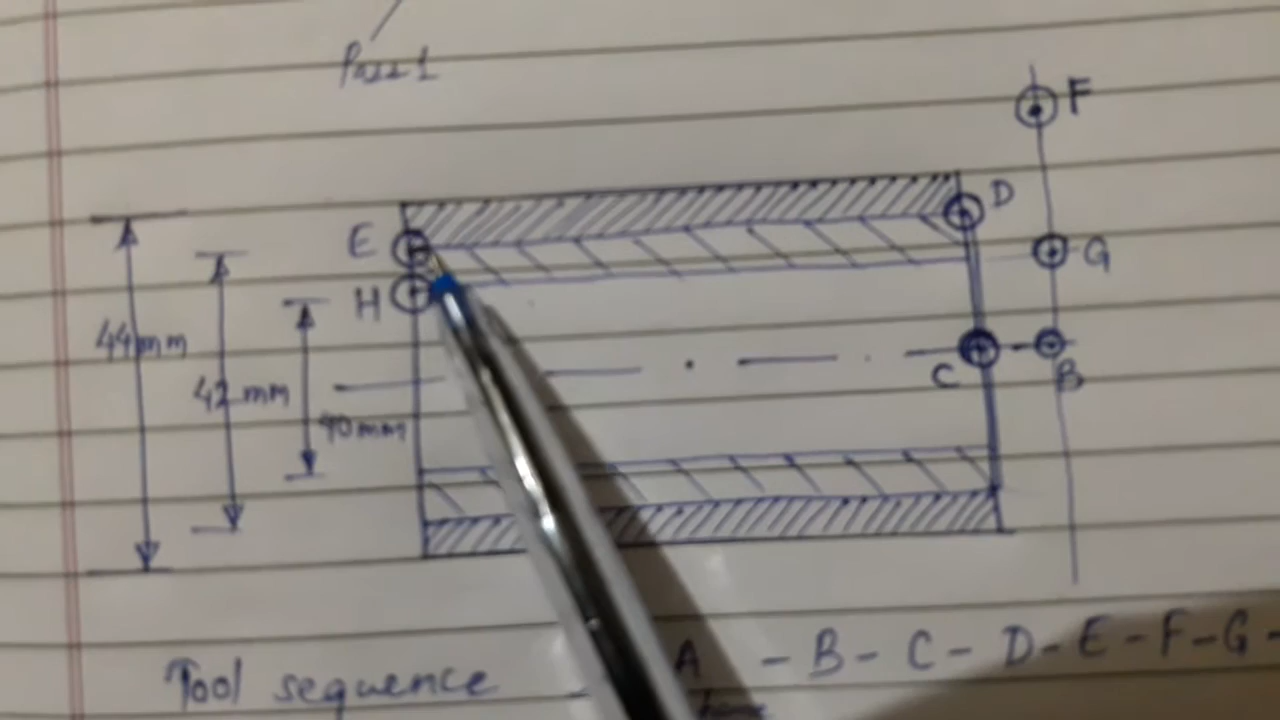 Pass 1
F
D
E
G
H
44mm
42 mm
40mm
C
B
Tool sequence - A - B - C - D - E - F - G -